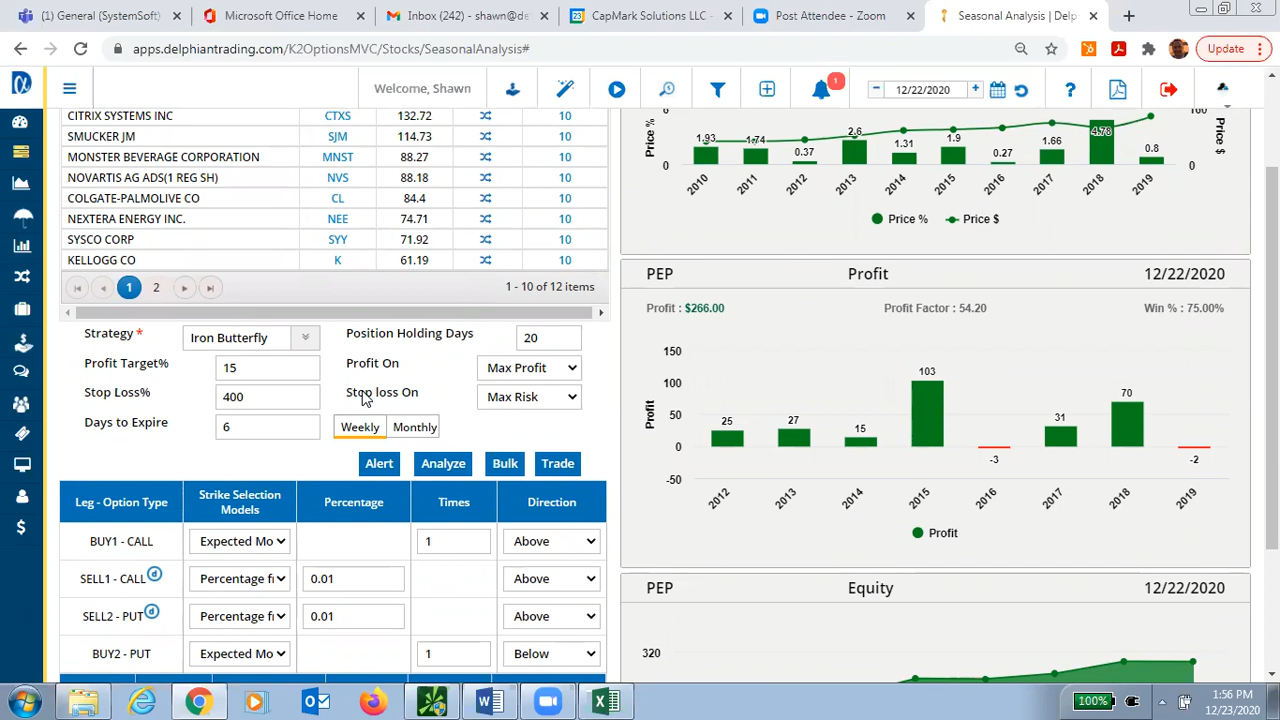 (1) General (SystemSoft
Microsoft Office Home
Inbox (242) - shawn@de
CapMark Solutions LLC -
Post Attendee - Zoom
Seasonal Analysis | Delp
apps.delphiantrading.com/K2OptionsMVC/Stocks/SeasonalAnalysis#
Update
Welcome, Shawn
1
12/22/2020
CITRIX SYSTEMS INC CTXS 132.72 10
SMUCKER JM SJM 114.73 10
MONSTER BEVERAGE CORPORATION MNST 88.27 10
NOVARTIS AG ADS(1 REG SH) NVS 88.18 10
COLGATE-PALMOLIVE CO CL 84.4 10
NEXTERA ENERGY INC. NEE 74.71 10
SYSCO CORP SYY 71.92 10
KELLOGG CO K 61.19 10
1 2
1 - 10 of 12 items
Strategy * Iron Butterfly Position Holding Days 20
Profit Target% 15 Profit On Max Profit
Stop Loss% 400 Stop loss On Max Risk
Days to Expire 6 Weekly Monthly
Alert Analyze Bulk Trade
Leg - Option Type Strike Selection Models Percentage Times Direction
BUY1 - CALL Expected Mo 1 Above
SELL1 - CALL d Percentage f 0.01 Above
SELL2 - PUT d Percentage f 0.01 Above
BUY2 - PUT Expected Mo 1 Below
Price %
0
1.93 1.74 0.37 2.6 1.31 1.9 0.27 1.66 4.78 0.8
Price $
0
2010 2011 2012 2013 2014 2015 2016 2017 2018 2019
Price % Price $
PEP Profit 12/22/2020
Profit : $266.00 Profit Factor : 54.20 Win % : 75.00%
Profit
150
100
50
0
-50
25 27 15 103 -3 31 70 -2
2012 2013 2014 2015 2016 2017 2018 2019
Profit
PEP Equity 12/22/2020
320
100%
1:56 PM
12/23/2020